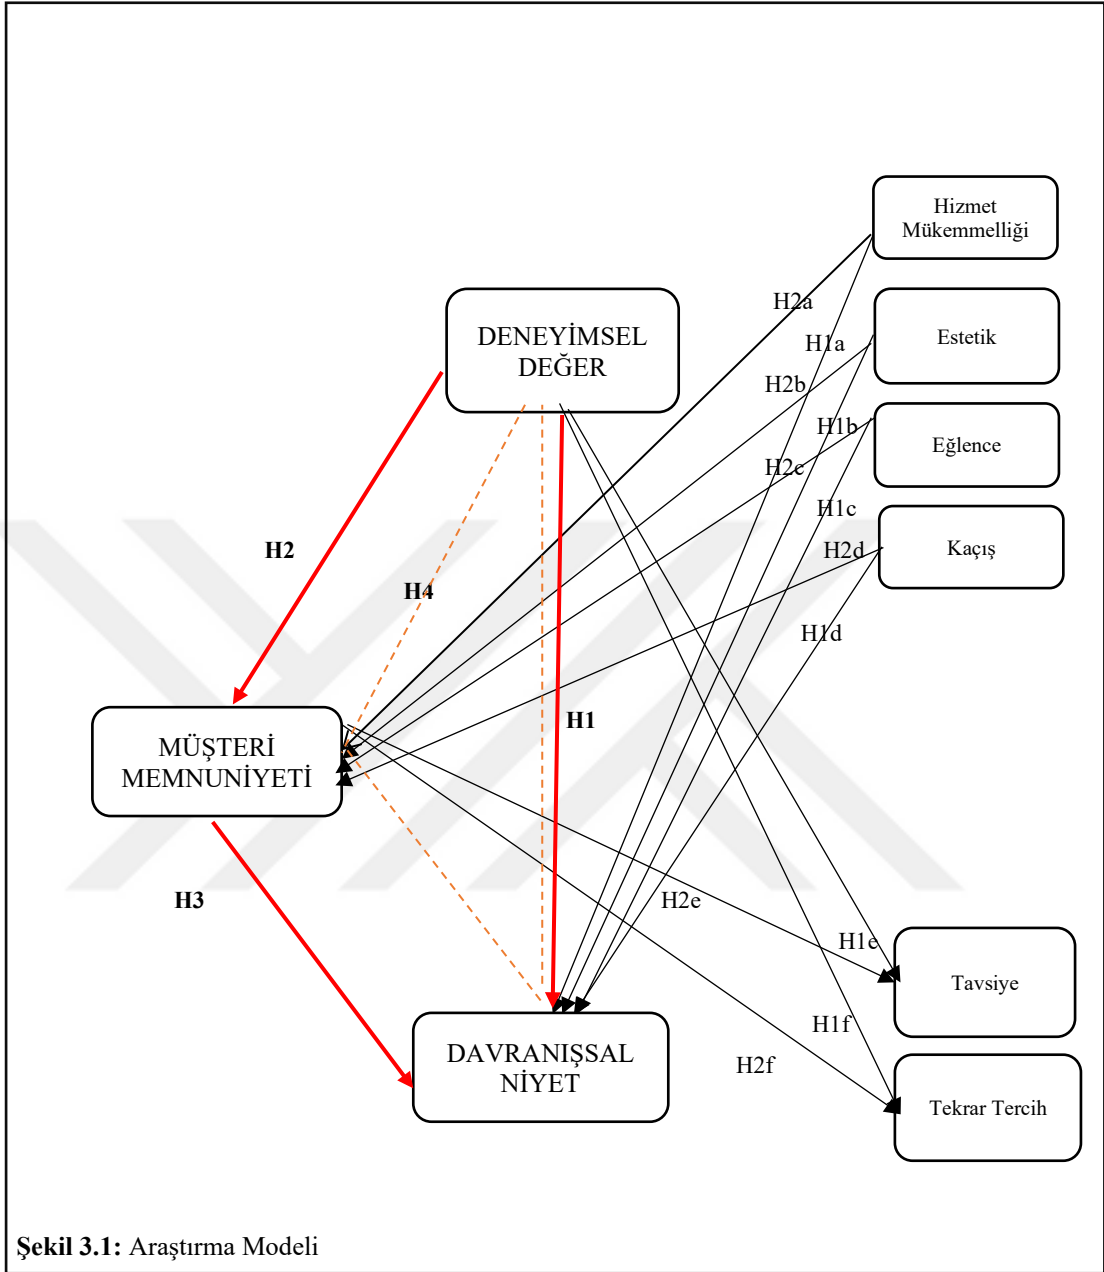 Hizmet
Mükemmelliği
H2a
DENEYİMSEL
DEĞER
Estetik
H1a
H2b
H1b
Eğlence
H2c
H1c
H2
H2d
Kaçış
H4
H1d
H1
MÜŞTERİ
MEMNUNİYETİ
H3
H2e
H1e
Tavsiye
H1f
DAVRANIŞSAL
NİYET
H2f
Tekrar Tercih
Şekil 3.1: Araştırma Modeli